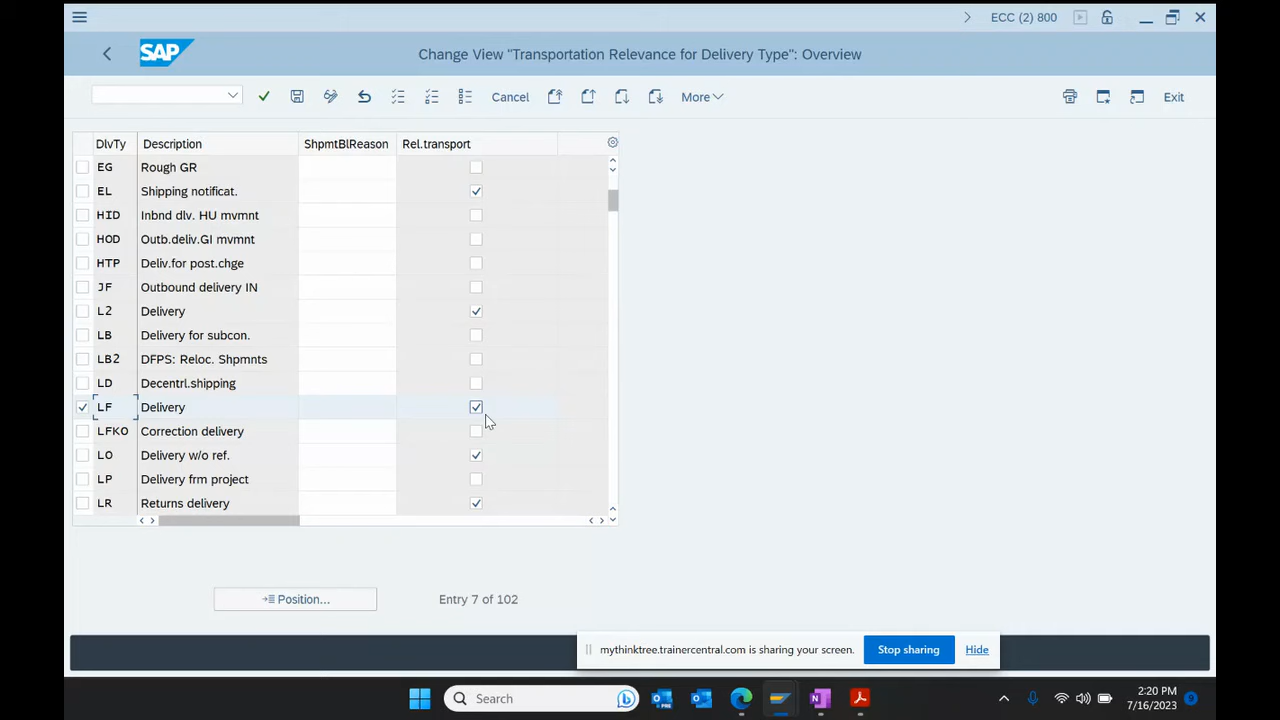 ECC (2) 800
SAP
Change View "Transportation Relevance for Delivery Type": Overview
Cancel
More
Exit
DlvTy Description ShpmtBlReason Rel.transport
EG Rough GR
EL Shipping notificat.
HID Inbnd dlv. HU mvmnt
HOD Outb.deliv.GI mvmnt
HTP Deliv.for post.chge
JF Outbound delivery IN
L2 Delivery
LB Delivery for subcon.
LB2 DFPS: Reloc. Shpmnts
LD Decentrl.shipping
LF Delivery
LFKO Correction delivery
LO Delivery w/o ref.
LP Delivery frm project
LR Returns delivery
Position...
Entry 7 of 102
mythinktree.trainercentral.com is sharing your screen.
Stop sharing
Hide
Search
PRE
2:20 PM
7/16/2023